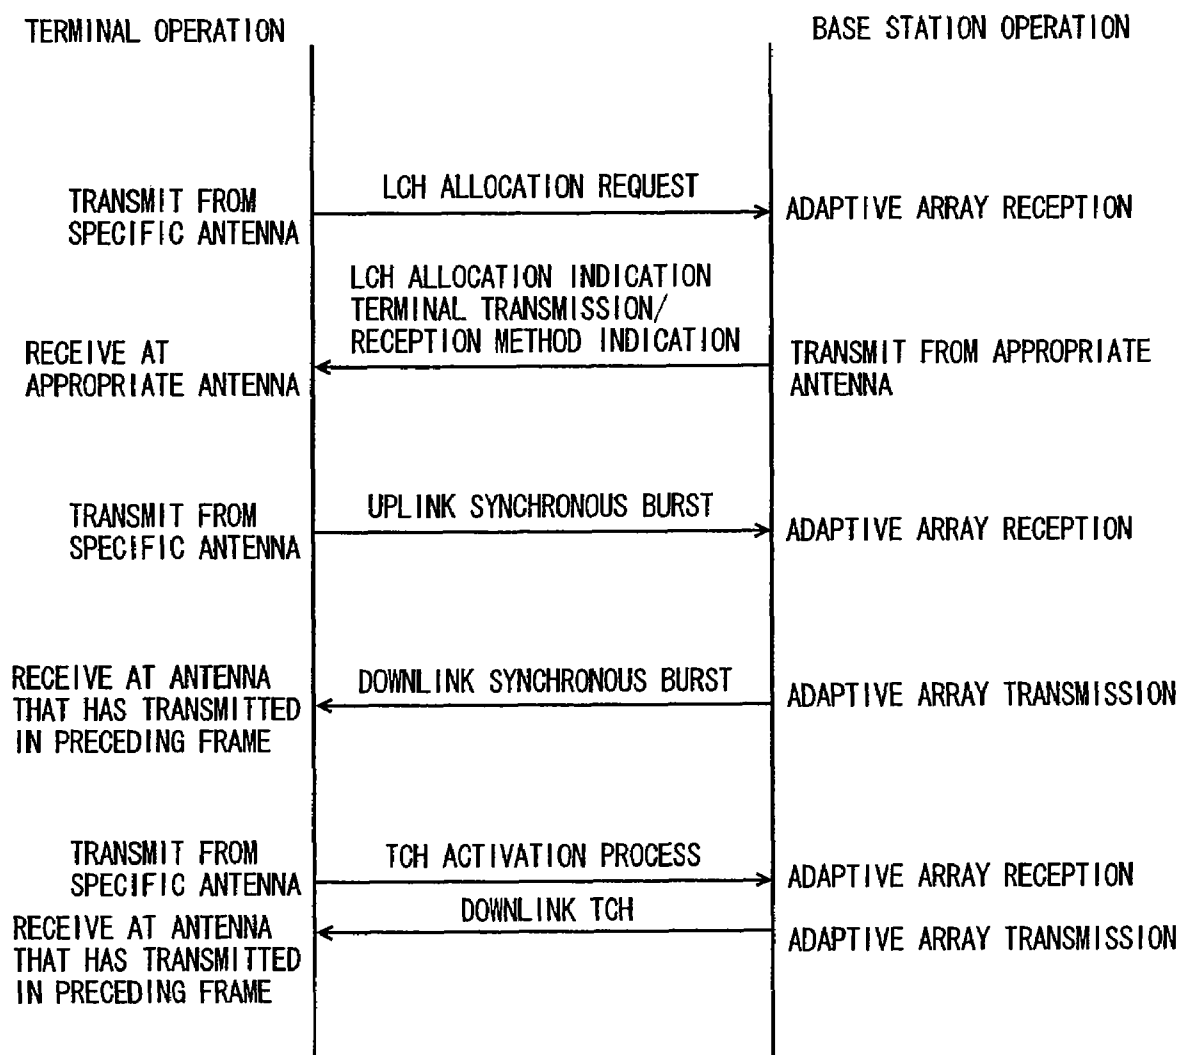 TERMINAL OPERATION
BASE STATION OPERATION
TRANSMIT FROM
SPECIFIC ANTENNA
LCH ALLOCATION REQUEST
ADAPTIVE ARRAY RECEPTION
LCH ALLOCATION INDICATION
TERMINAL TRANSMISSION/
RECEPTION METHOD INDICATION
RECEIVE AT
APPROPRIATE ANTENNA
TRANSMIT FROM APPROPRIATE
ANTENNA
TRANSMIT FROM
SPECIFIC ANTENNA
UPLINK SYNCHRONOUS BURST
ADAPTIVE ARRAY RECEPTION
RECEIVE AT ANTENNA
THAT HAS TRANSMITTED
IN PRECEDING FRAME
DOWNLINK SYNCHRONOUS BURST
ADAPTIVE ARRAY TRANSMISSION
TRANSMIT FROM
SPECIFIC ANTENNA
TCH ACTIVATION PROCESS
ADAPTIVE ARRAY RECEPTION
RECEIVE AT ANTENNA
THAT HAS TRANSMITTED
IN PRECEDING FRAME
DOWNLINK TCH
ADAPTIVE ARRAY TRANSMISSION